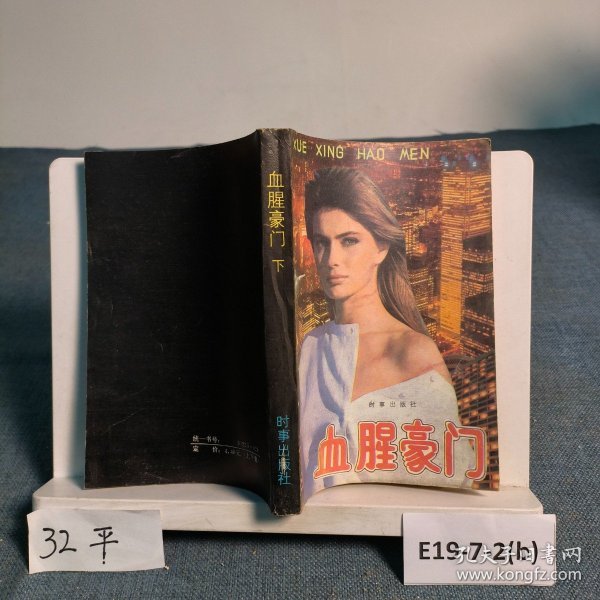 XUE XING HAO MEN
血腥豪门
下
时事出版社
时事出版社
血腥豪门
统一书号：
定 价：
32平
E19-7-2(b)
孔夫子旧书网
www.kongfz.com